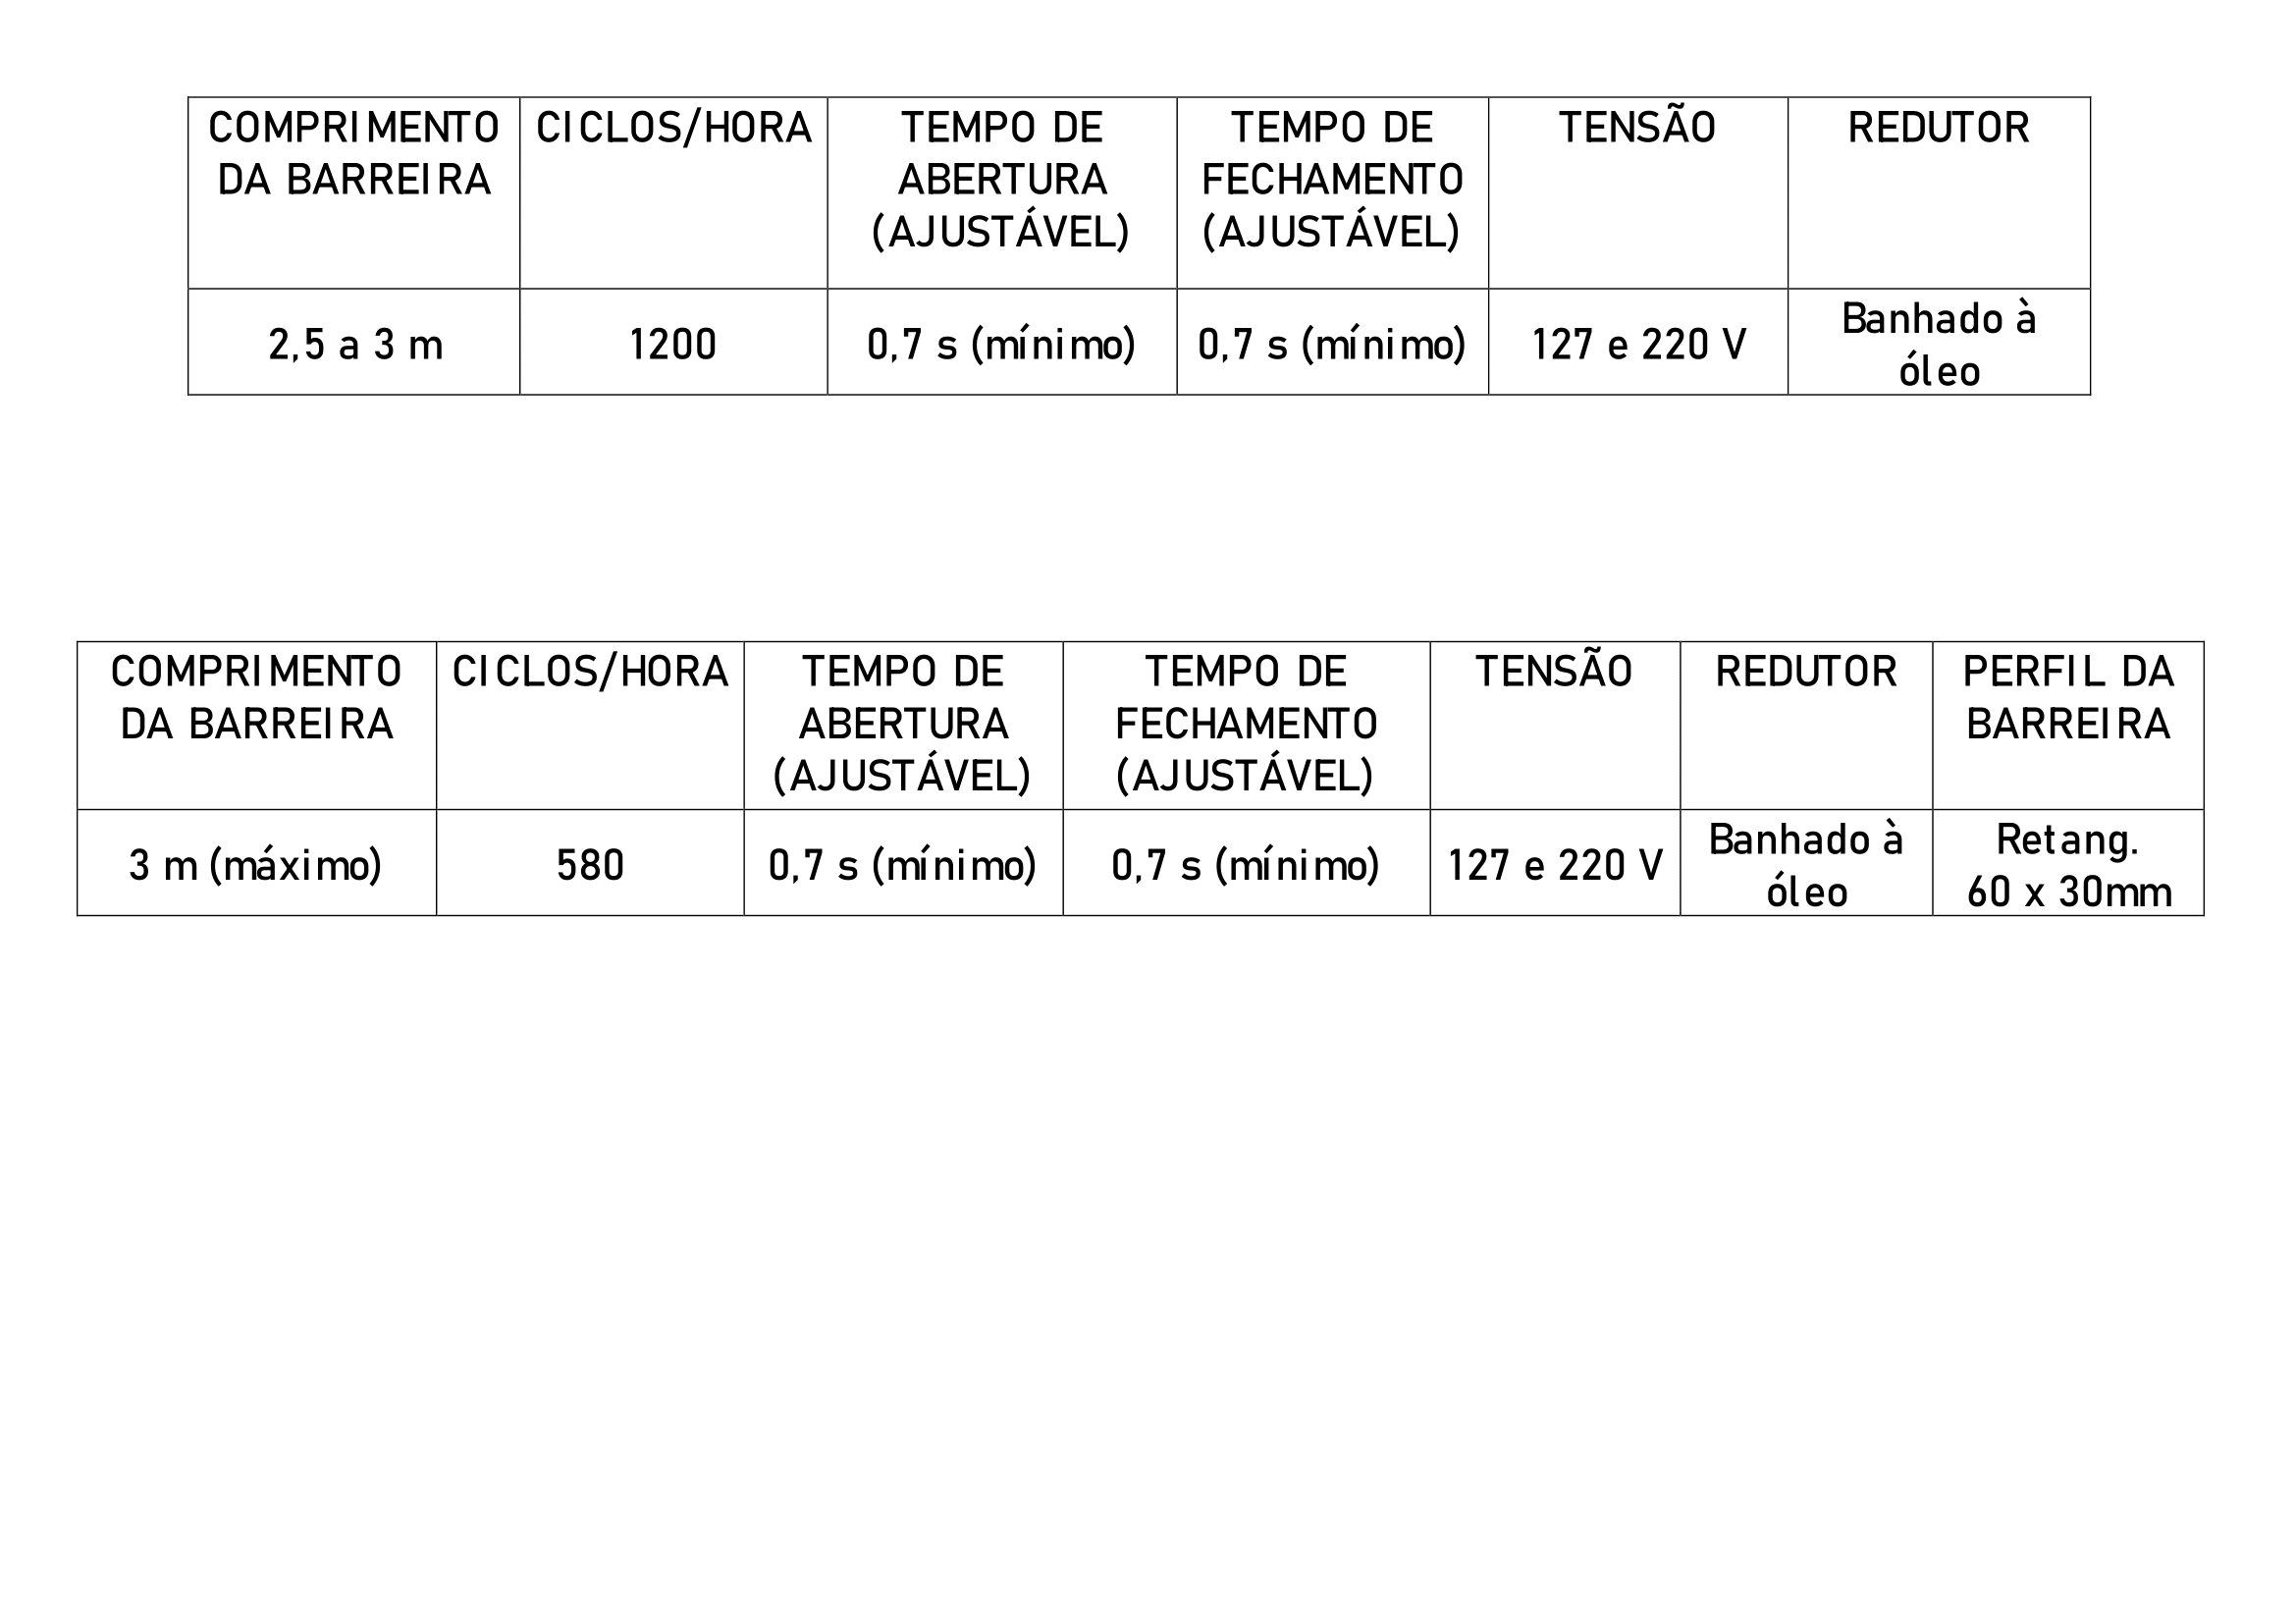 COMPRIMENTO
DA BARREIRA
CICLOS/HORA
TEMPO DE
ABERTURA
(AJUSTÁVEL)
TEMPO DE
FECHAMENTO
(AJUSTÁVEL)
TENSÃO
REDUTOR
2,5 a 3 m
1200
0,7 s (mínimo)
0,7 s (mínimo)
127 e 220 V
Banhado à
óleo
COMPRIMENTO
DA BARREIRA
CICLOS/HORA
TEMPO DE
ABERTURA
(AJUSTÁVEL)
TEMPO DE
FECHAMENTO
(AJUSTÁVEL)
TENSÃO
REDUTOR
PERFIL DA
BARREIRA
3 m (máximo)
580
0,7 s (mínimo)
0,7 s (mínimo)
127 e 220 V
Banhado à
óleo
Retang.
60 x 30mm